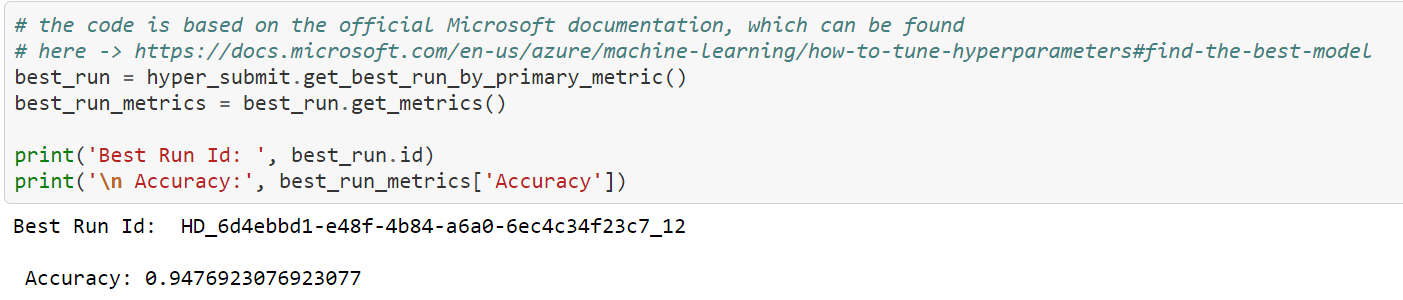 # the code is based on the official Microsoft documentation, which can be found
# here -> https://docs.microsoft.com/en-us/azure/machine-learning/how-to-tune-hyperparameters#find-the-best-model
best_run = hyper_submit.get_best_run_by_primary_metric()
best_run_metrics = best_run.get_metrics()
print('Best Run Id: ', best_run.id)
print('\n Accuracy:', best_run_metrics['Accuracy'])
Best Run Id:  HD_6d4ebbd1-e48f-4b84-a6a0-6ec4c34f23c7_12
Accuracy: 0.9476923076923077